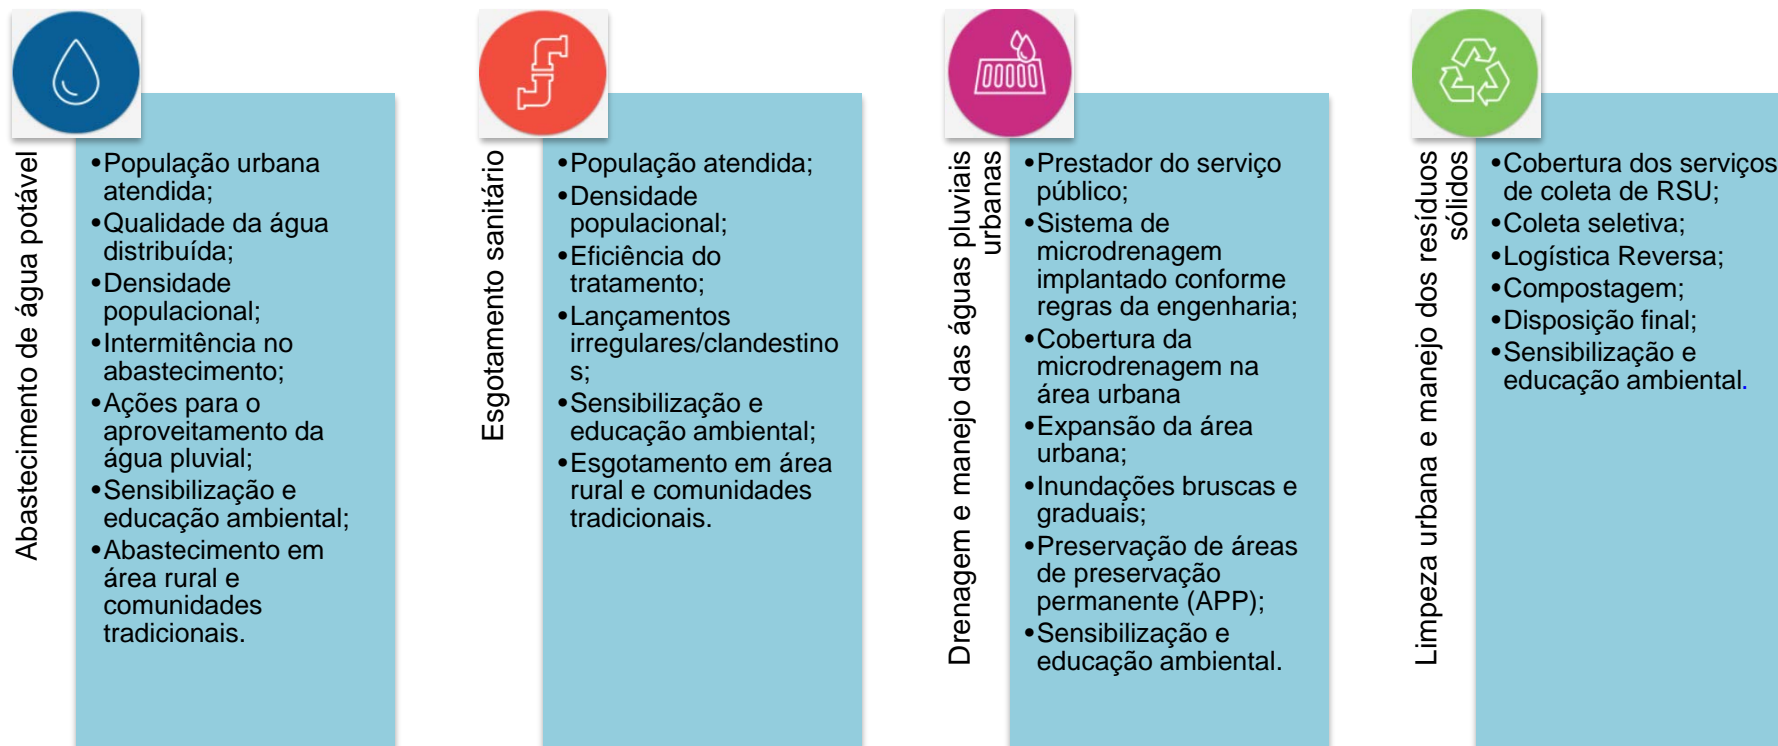 Abastecimento de água potável
•População urbana
atendida;
•Qualidade da água
distribuída;
•Densidade
populacional;
•Intermitência no
abastecimento;
•Ações para o
aproveitamento da
água pluvial;
•Sensibilização e
educação ambiental;
•Abastecimento em
área rural e
comunidades
tradicionais.
Esgotamento sanitário
•População atendida;
•Densidade
populacional;
•Eficiência do
tratamento;
•Lançamentos
irregulares/clandestino
s;
•Sensibilização e
educação ambiental;
•Esgotamento em área
rural e comunidades
tradicionais.
Drenagem e manejo das águas pluviais
urbanas
•Prestador do serviço
público;
•Sistema de
microdrenagem
implantado conforme
regras da engenharia;
•Cobertura da
microdrenagem na
área urbana
•Expansão da área
urbana;
•Inundações bruscas e
graduais;
•Preservação de áreas
de preservação
permanente (APP);
•Sensibilização e
educação ambiental.
Limpeza urbana e manejo dos resíduos
sólidos
•Cobertura dos serviços
de coleta de RSU;
•Coleta seletiva;
•Logística Reversa;
•Compostagem;
•Disposição final;
•Sensibilização e
educação ambiental.